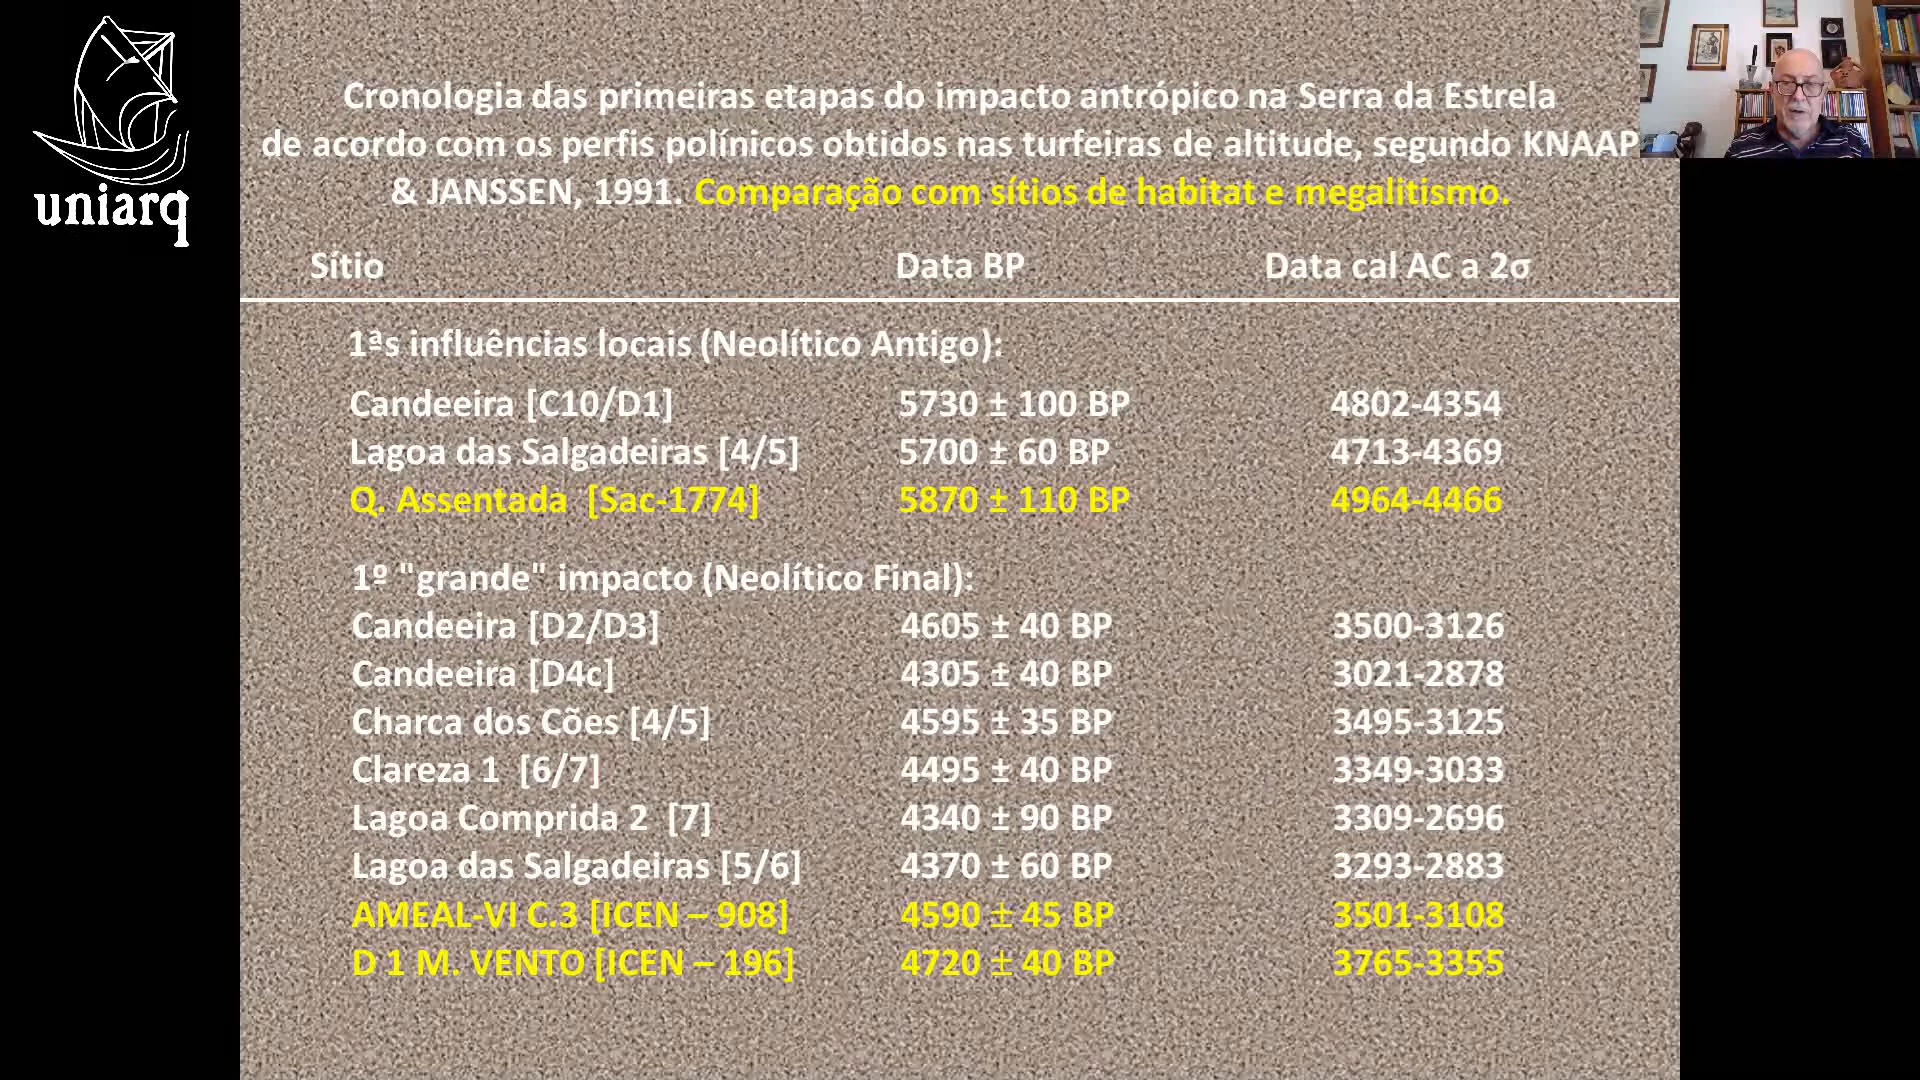 uniarq
Cronologia das primeiras etapas do impacto antrópico na Serra da Estrela
de acordo com os perfis polínicos obtidos nas turfeiras de altitude, segundo KNAAP
& JANSSEN, 1991. Comparação com sítios de habitat e megalitismo.
Sítio Data BP Data cal AC a 2σ
1ªs influências locais (Neolítico Antigo):
Candeeira [C10/D1] 5730 ± 100 BP 4802-4354
Lagoa das Salgadeiras [4/5] 5700 ± 60 BP 4713-4369
Q. Assentada [Sac-1774] 5870 ± 110 BP 4964-4466
1º "grande" impacto (Neolítico Final):
Candeeira [D2/D3] 4605 ± 40 BP 3500-3126
Candeeira [D4c] 4305 ± 40 BP 3021-2878
Charca dos Cões [4/5] 4595 ± 35 BP 3495-3125
Clareza 1 [6/7] 4495 ± 40 BP 3349-3033
Lagoa Comprida 2 [7] 4340 ± 90 BP 3309-2696
Lagoa das Salgadeiras [5/6] 4370 ± 60 BP 3293-2883
AMEAL-VI C.3 [ICEN – 908] 4590 ± 45 BP 3501-3108
D 1 M. VENTO [ICEN – 196] 4720 ± 40 BP 3765-3355